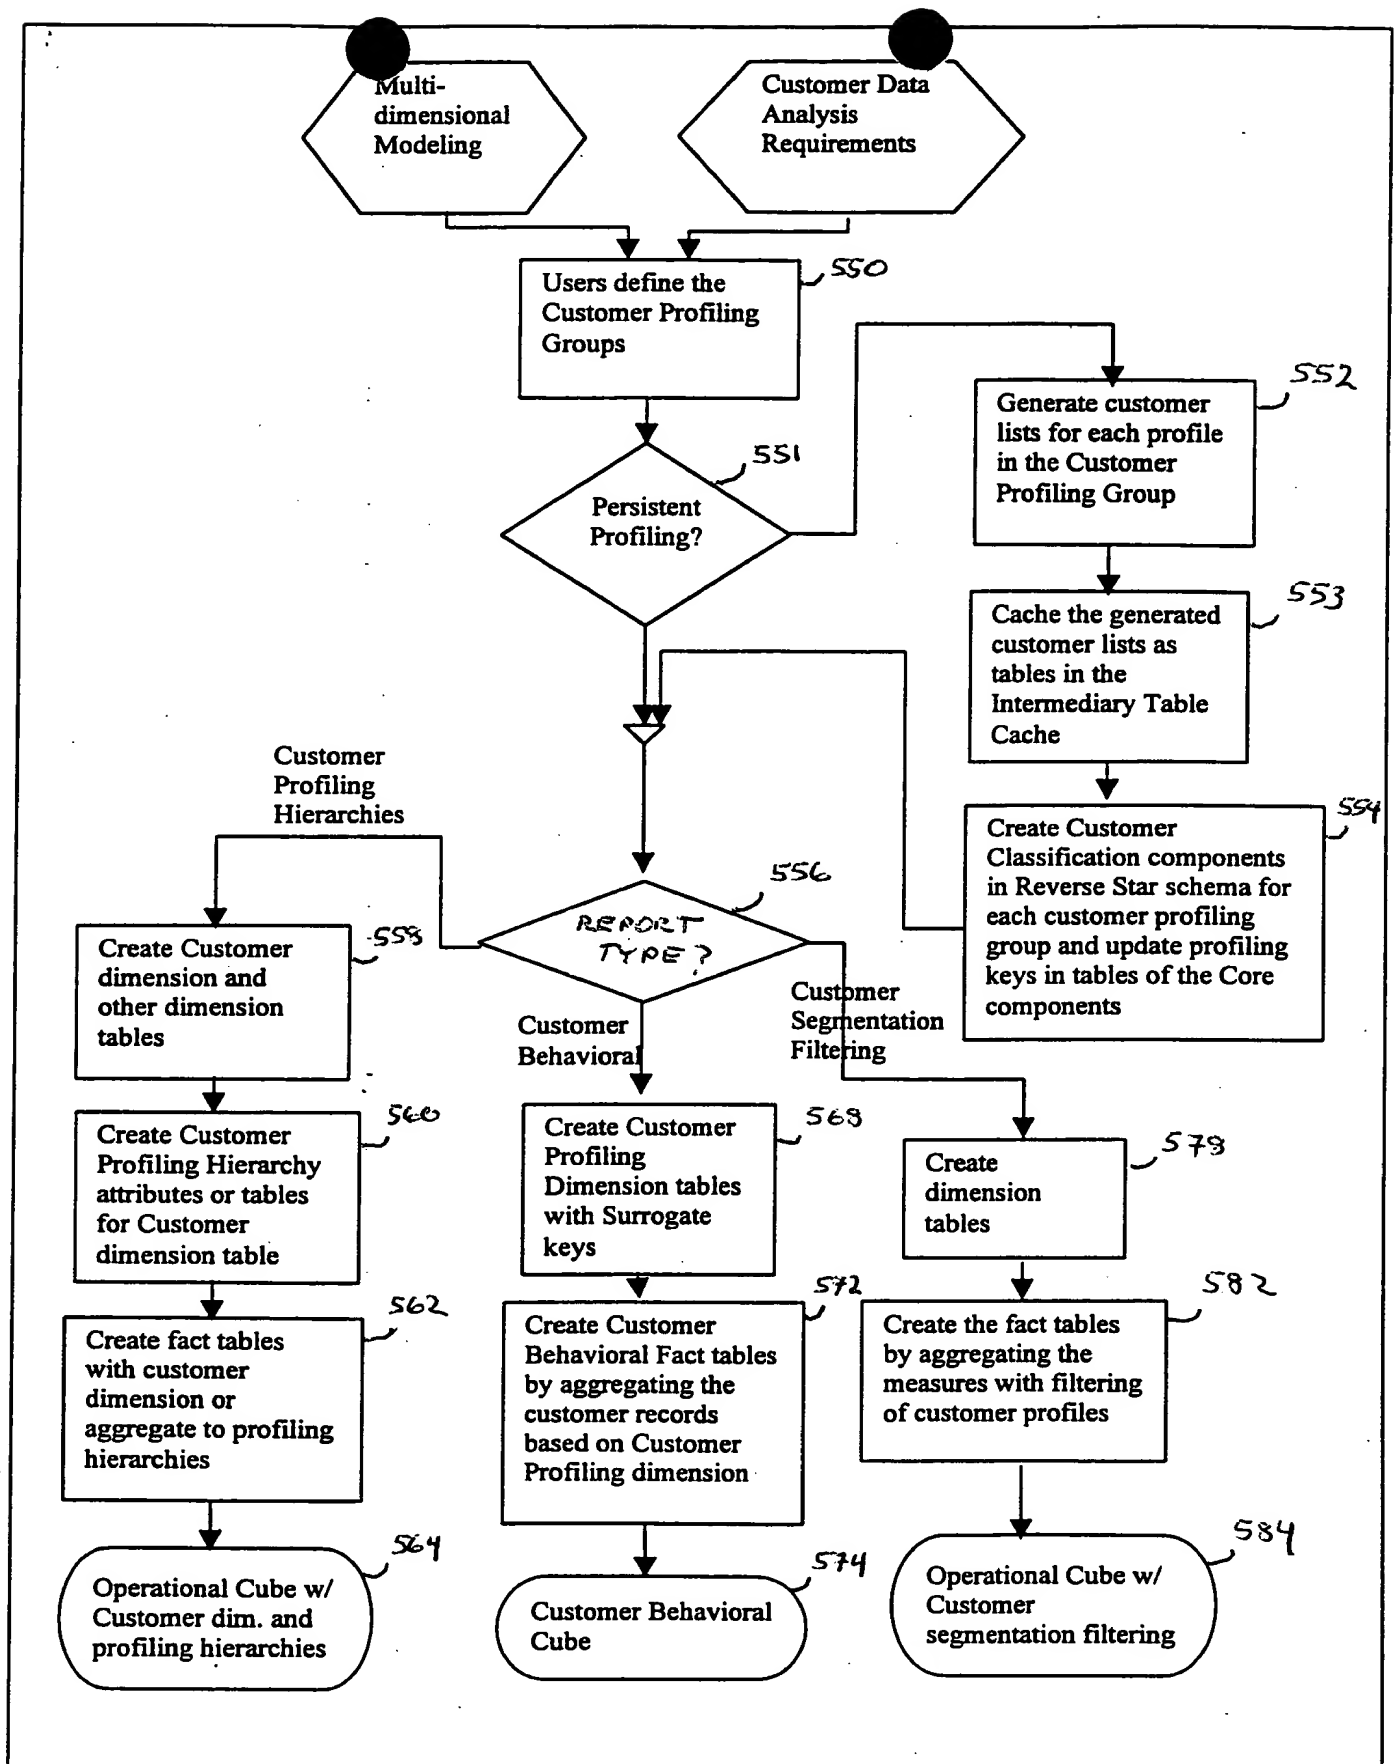 Multi-
dimensional
Modeling
Customer Data
Analysis
Requirements
550
Users define the
Customer Profiling
Groups
552
Generate customer
lists for each profile
in the Customer
Profiling Group
551
Persistent
Profiling?
553
Cache the generated
customer lists as
tables in the
Intermediary Table
Cache
Customer
Profiling
Hierarchies
554
Create Customer
Classification components
in Reverse Star schema for
each customer profiling
group and update profiling
keys in tables of the Core
components
556
REPORT
TYPE?
558
Create Customer
dimension and
other dimension
tables
Customer
Behavioral
Customer
Segmentation
Filtering
560
Create Customer
Profiling Hierarchy
attributes or tables
for Customer
dimension table
568
Create Customer
Profiling
Dimension tables
with Surrogate
keys
578
Create
dimension
tables
562
Create fact tables
with customer
dimension or
aggregate to profiling
hierarchies
572
Create Customer
Behavioral Fact tables
by aggregating the
customer records
based on Customer
Profiling dimension
582
Create the fact tables
by aggregating the
measures with filtering
of customer profiles
564
Operational Cube w/
Customer dim. and
profiling hierarchies
574
Customer Behavioral
Cube
584
Operational Cube w/
Customer
segmentation filtering